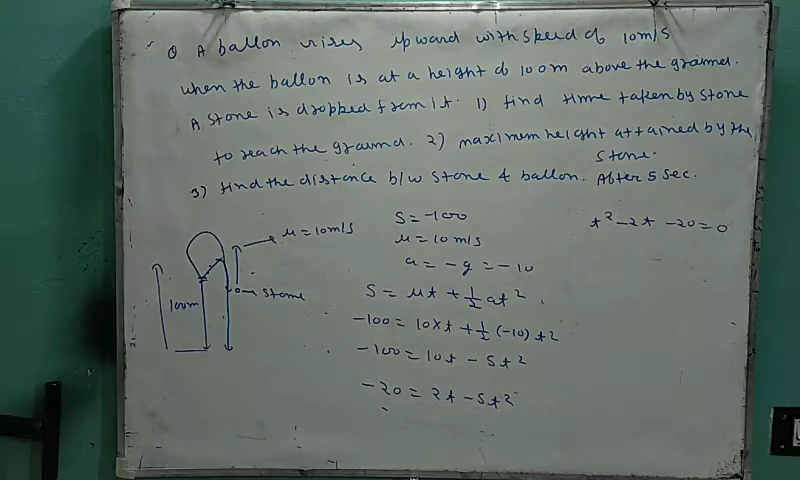 Q A ballon rises upward with speed of 10m/s
when the ballon is at a height of 100m above the ground.
A stone is dropped from it. 1) find time taken by stone
to reach the ground. 2) maximum height attained by the
stone.
3) find the distance b/w stone & ballon. After 5 sec.
s = -100
u = 10 m/s
a = -g = -10
s = ut + 1/2 at²
-100 = 10×t + 1/2 (-10) t²
-100 = 10t - 5t²
-20 = 2t - 5t²
t² - 2t - 20 = 0
u = 10m/s
100m
stone